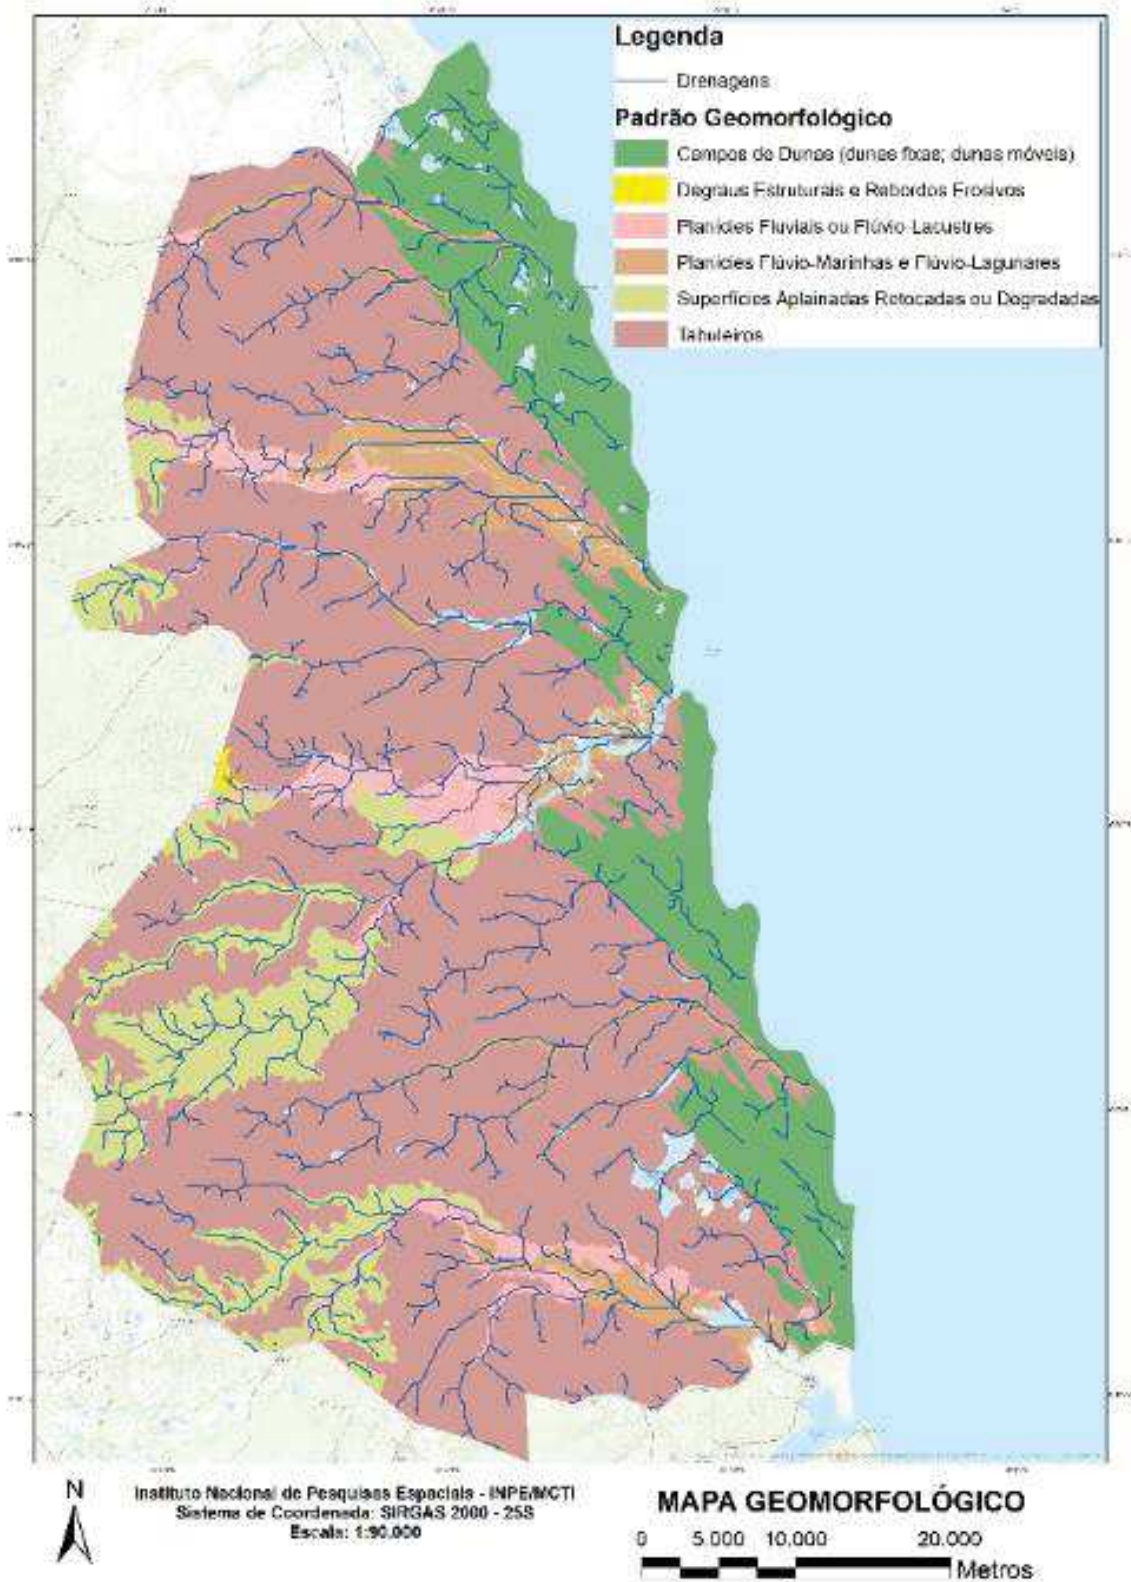 Legenda
Drenagens
Padrão Geomorfológico
Campos de Dunas (dunas fixas; dunas móveis)
Degraus Estruturais e Rebordos Erosivos
Planícies Fluviais ou Flúvio-Lacustres
Planícies Flúvio-Marinhas e Flúvio-Lagunares
Superfícies Aplainadas Retocadas ou Degradadas
Tabuleiros
N
Instituto Nacional de Pesquisas Espaciais - INPE/MCTI
Sistema de Coordenada: SIRGAS 2000 - 25S
Escala: 1:90.000
MAPA GEOMORFOLÓGICO
0 5.000 10.000 20.000
Metros